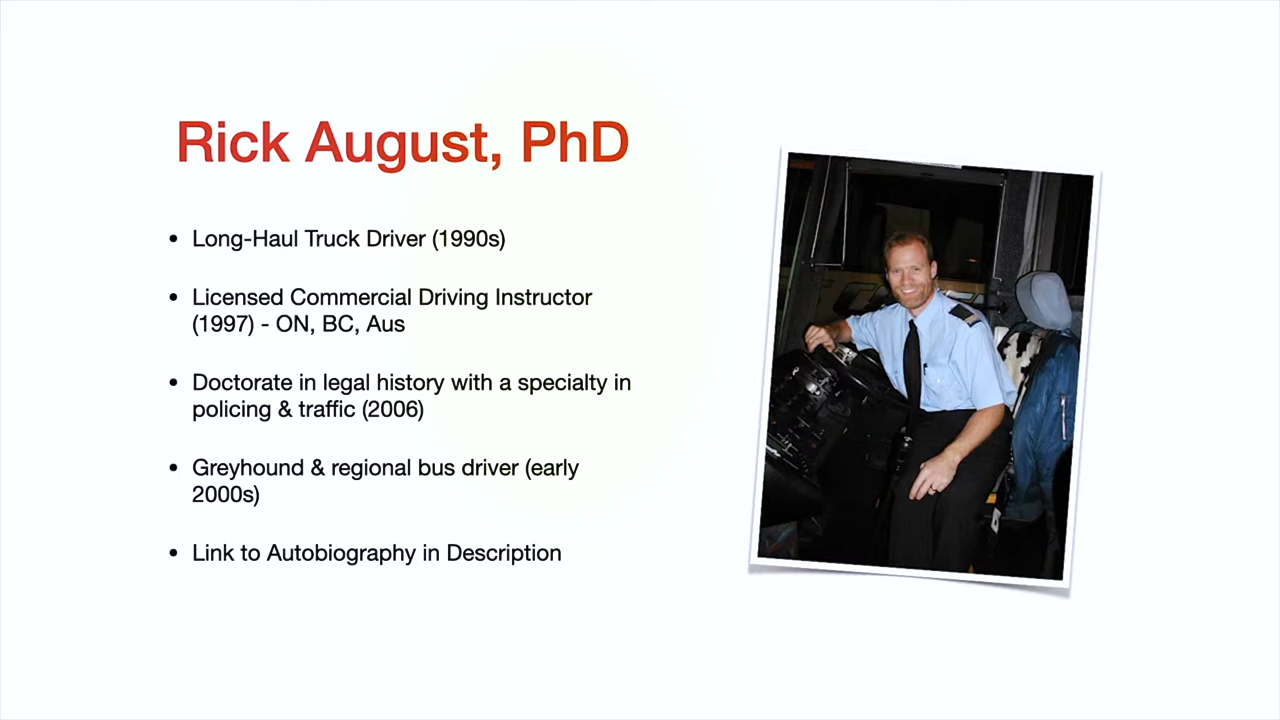 Rick August, PhD
• Long-Haul Truck Driver (1990s)
• Licensed Commercial Driving Instructor
(1997) - ON, BC, Aus
• Doctorate in legal history with a specialty in
policing & traffic (2006)
• Greyhound & regional bus driver (early
2000s)
• Link to Autobiography in Description